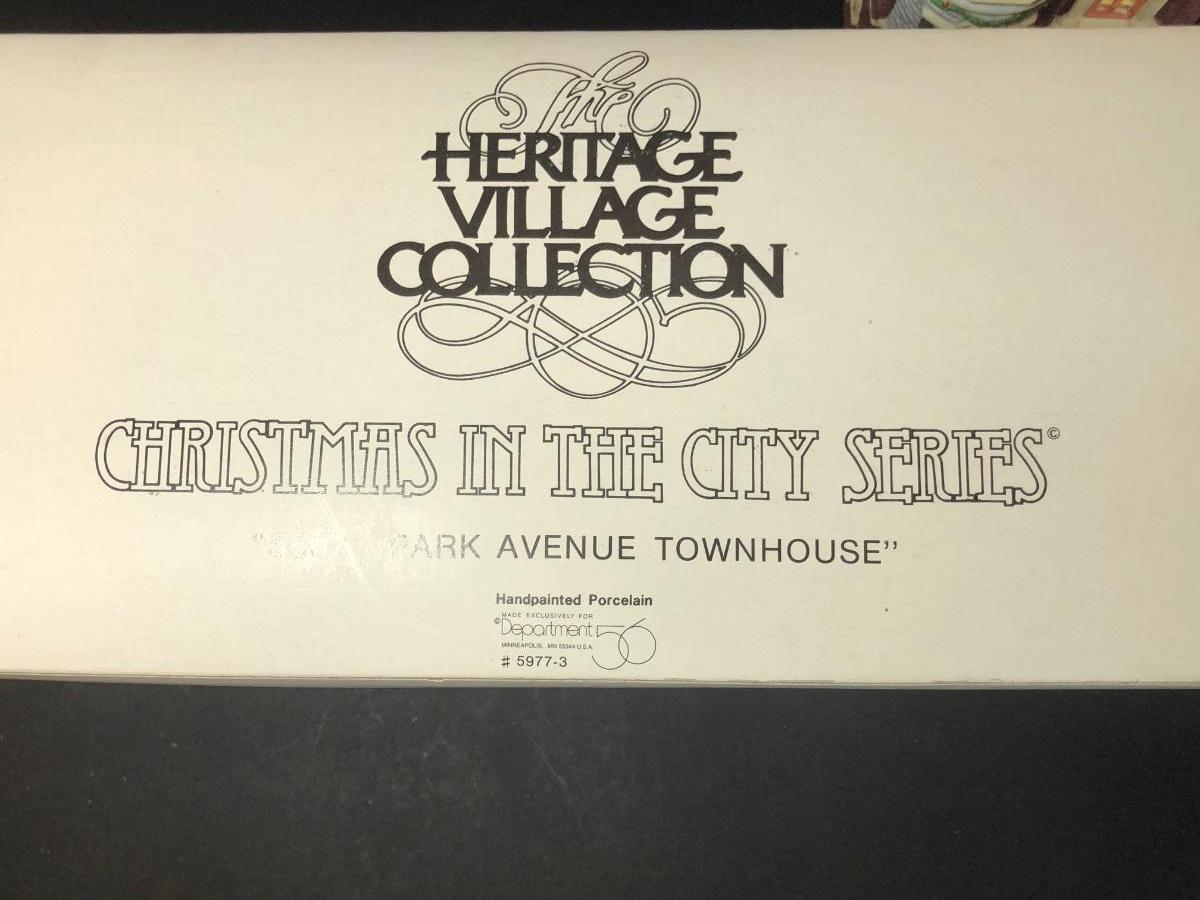 The
HERITAGE
VILLAGE
COLLECTION
CHRISTMAS IN THE CITY SERIES©
PARK AVENUE TOWNHOUSE"
Handpainted Porcelain
MADE EXCLUSIVELY FOR
©Department 56
MINNEAPOLIS, MN 55344 U.S.A.
# 5977-3